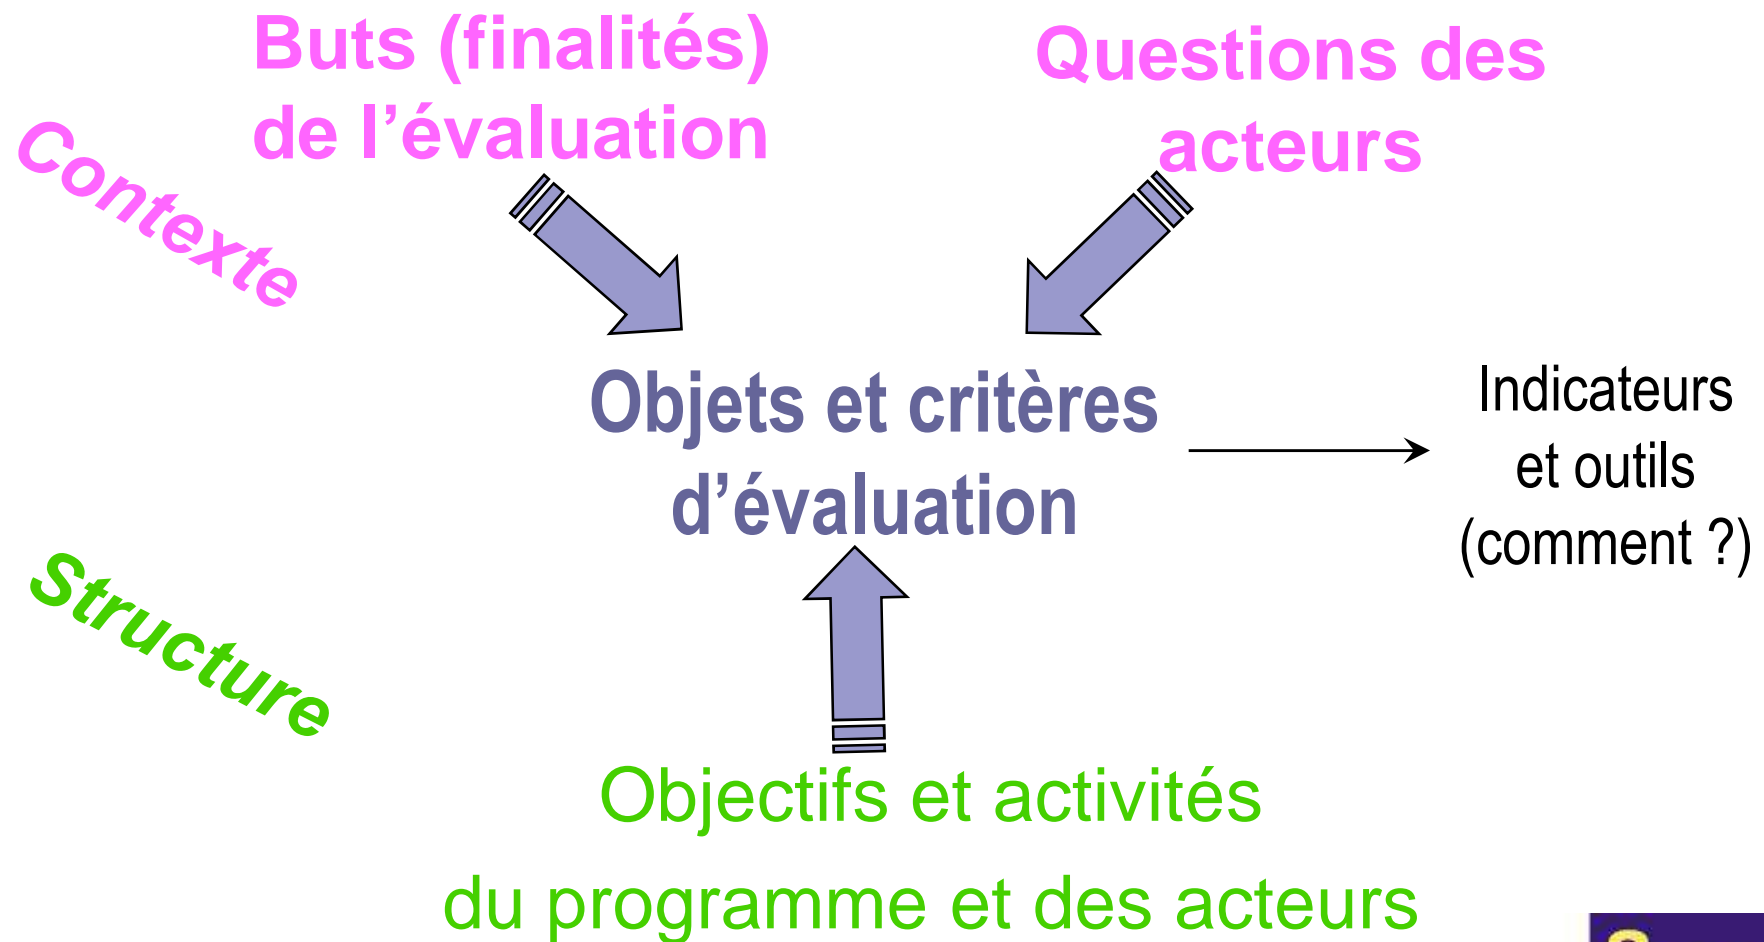 Buts (finalités)
de l’évaluation
Questions des
acteurs
Contexte
Objets et critères
d’évaluation
Indicateurs
et outils
(comment ?)
Structure
Objectifs et activités
du programme et des acteurs